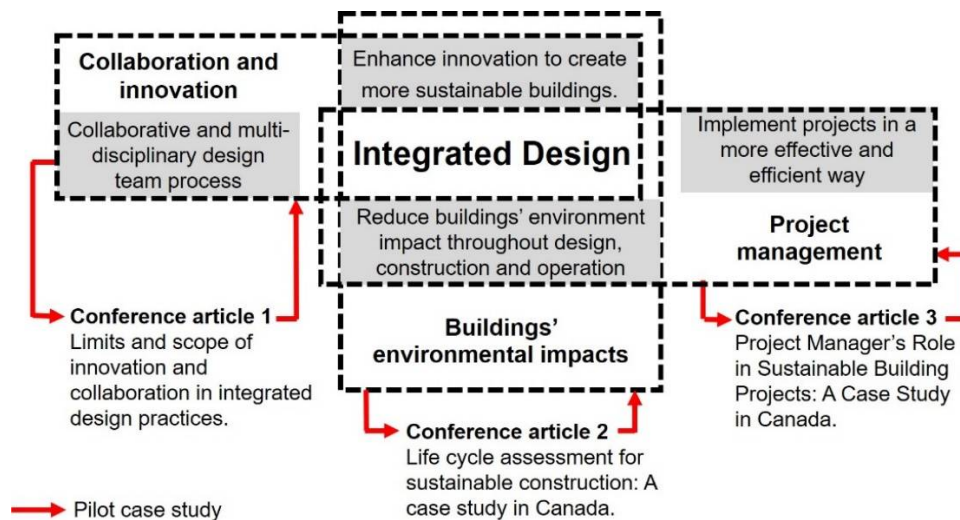 Collaboration and
innovation
Collaborative and multi-
disciplinary design
team process
Enhance innovation to create
more sustainable buildings.
Integrated Design
Reduce buildings’ environment
impact throughout design,
construction and operation
Buildings’
environmental impacts
Implement projects in a
more effective and
efficient way
Project
management
Conference article 1
Limits and scope of
innovation and
collaboration in integrated
design practices.
Conference article 2
Life cycle assessment for
sustainable construction: A
case study in Canada.
Conference article 3
Project Manager’s Role
in Sustainable Building
Projects: A Case Study
in Canada.
Pilot case study